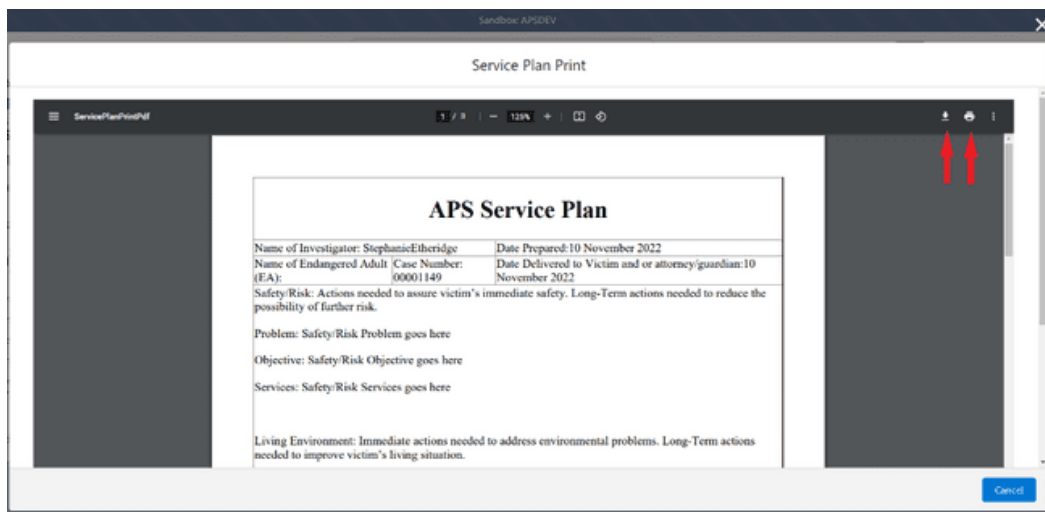 Sandbox: APSDEV
Service Plan Print
ServicePlanPrintPdf
1 / 3
125%
APS Service Plan
Name of Investigator: StephanieEtheridge Date Prepared:10 November 2022
Name of Endangered Adult Case Number: Date Delivered to Victim and or attorney/guardian:10
(EA): 00001149 November 2022
Safety/Risk: Actions needed to assure victim's immediate safety. Long-Term actions needed to reduce the
possibility of further risk.
Problem: Safety/Risk Problem goes here
Objective: Safety/Risk Objective goes here
Services: Safety/Risk Services goes here
Living Environment: Immediate actions needed to address environmental problems. Long-Term actions
needed to improve victim's living situation.
Cancel